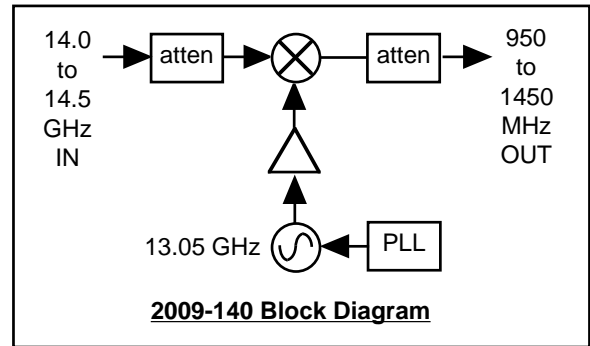 14.0
to
14.5
GHz
IN
atten
atten
950
to
1450
MHz
OUT
13.05 GHz
PLL
2009-140 Block Diagram